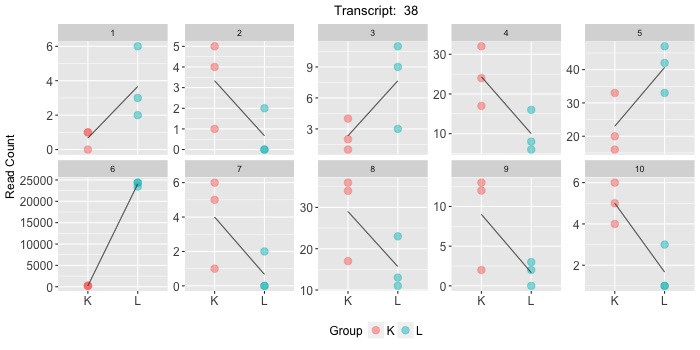 Transcript: 38
1 2 3 4 5
6 4 2 0
5 4 3 2 1 0
9 6 3
30 20 10
40 30 20
Read Count
6 7 8 9 10
25000 20000 15000 10000 5000 0
6 4 2 0
30 20 10
10 5 0
6 4 2
K L K L K L K L K L
Group K L